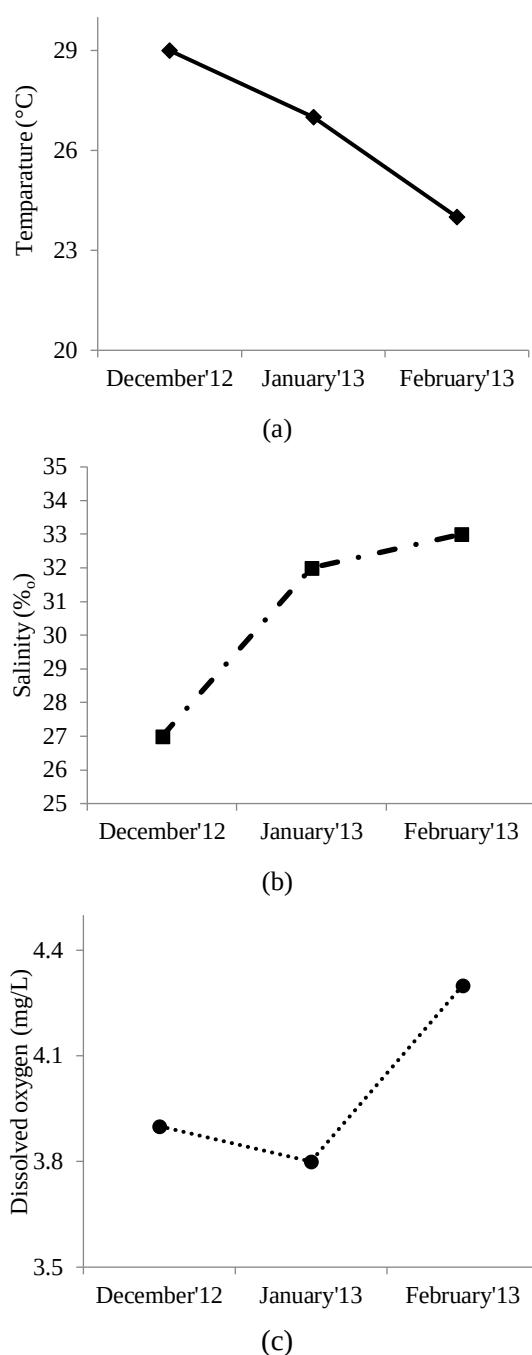 Temparature (°C)
29
26
23
20
December'12 January'13 February'13
(a)
Salinity (%o)
35
34
33
32
31
30
29
28
27
26
25
December'12 January'13 February'13
(b)
Dissolved oxygen (mg/L)
4.4
4.1
3.8
3.5
December'12 January'13 February'13
(c)